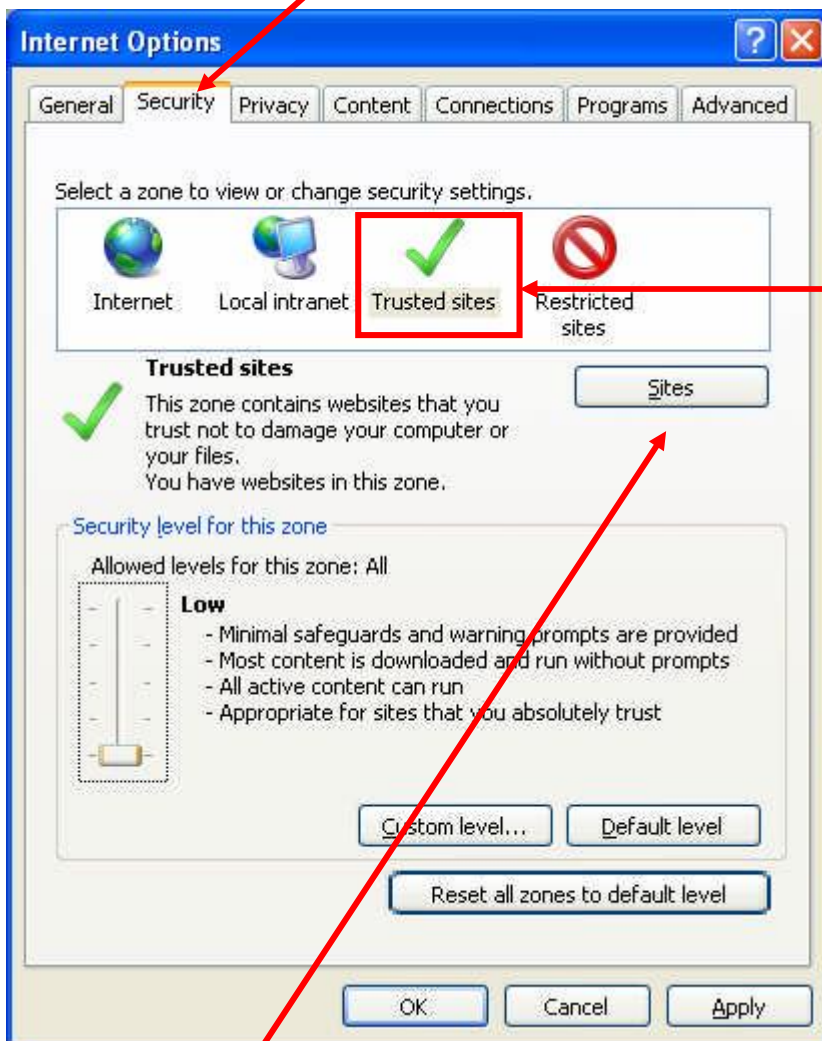 Internet Options
General Security Privacy Content Connections Programs Advanced
Select a zone to view or change security settings.
Internet Local intranet Trusted sites Restricted sites
Trusted sites
Sites
This zone contains websites that you
trust not to damage your computer or
your files.
You have websites in this zone.
Security level for this zone
Allowed levels for this zone: All
Low
- Minimal safeguards and warning prompts are provided
- Most content is downloaded and run without prompts
- All active content can run
- Appropriate for sites that you absolutely trust
Custom level... Default level
Reset all zones to default level
OK Cancel Apply